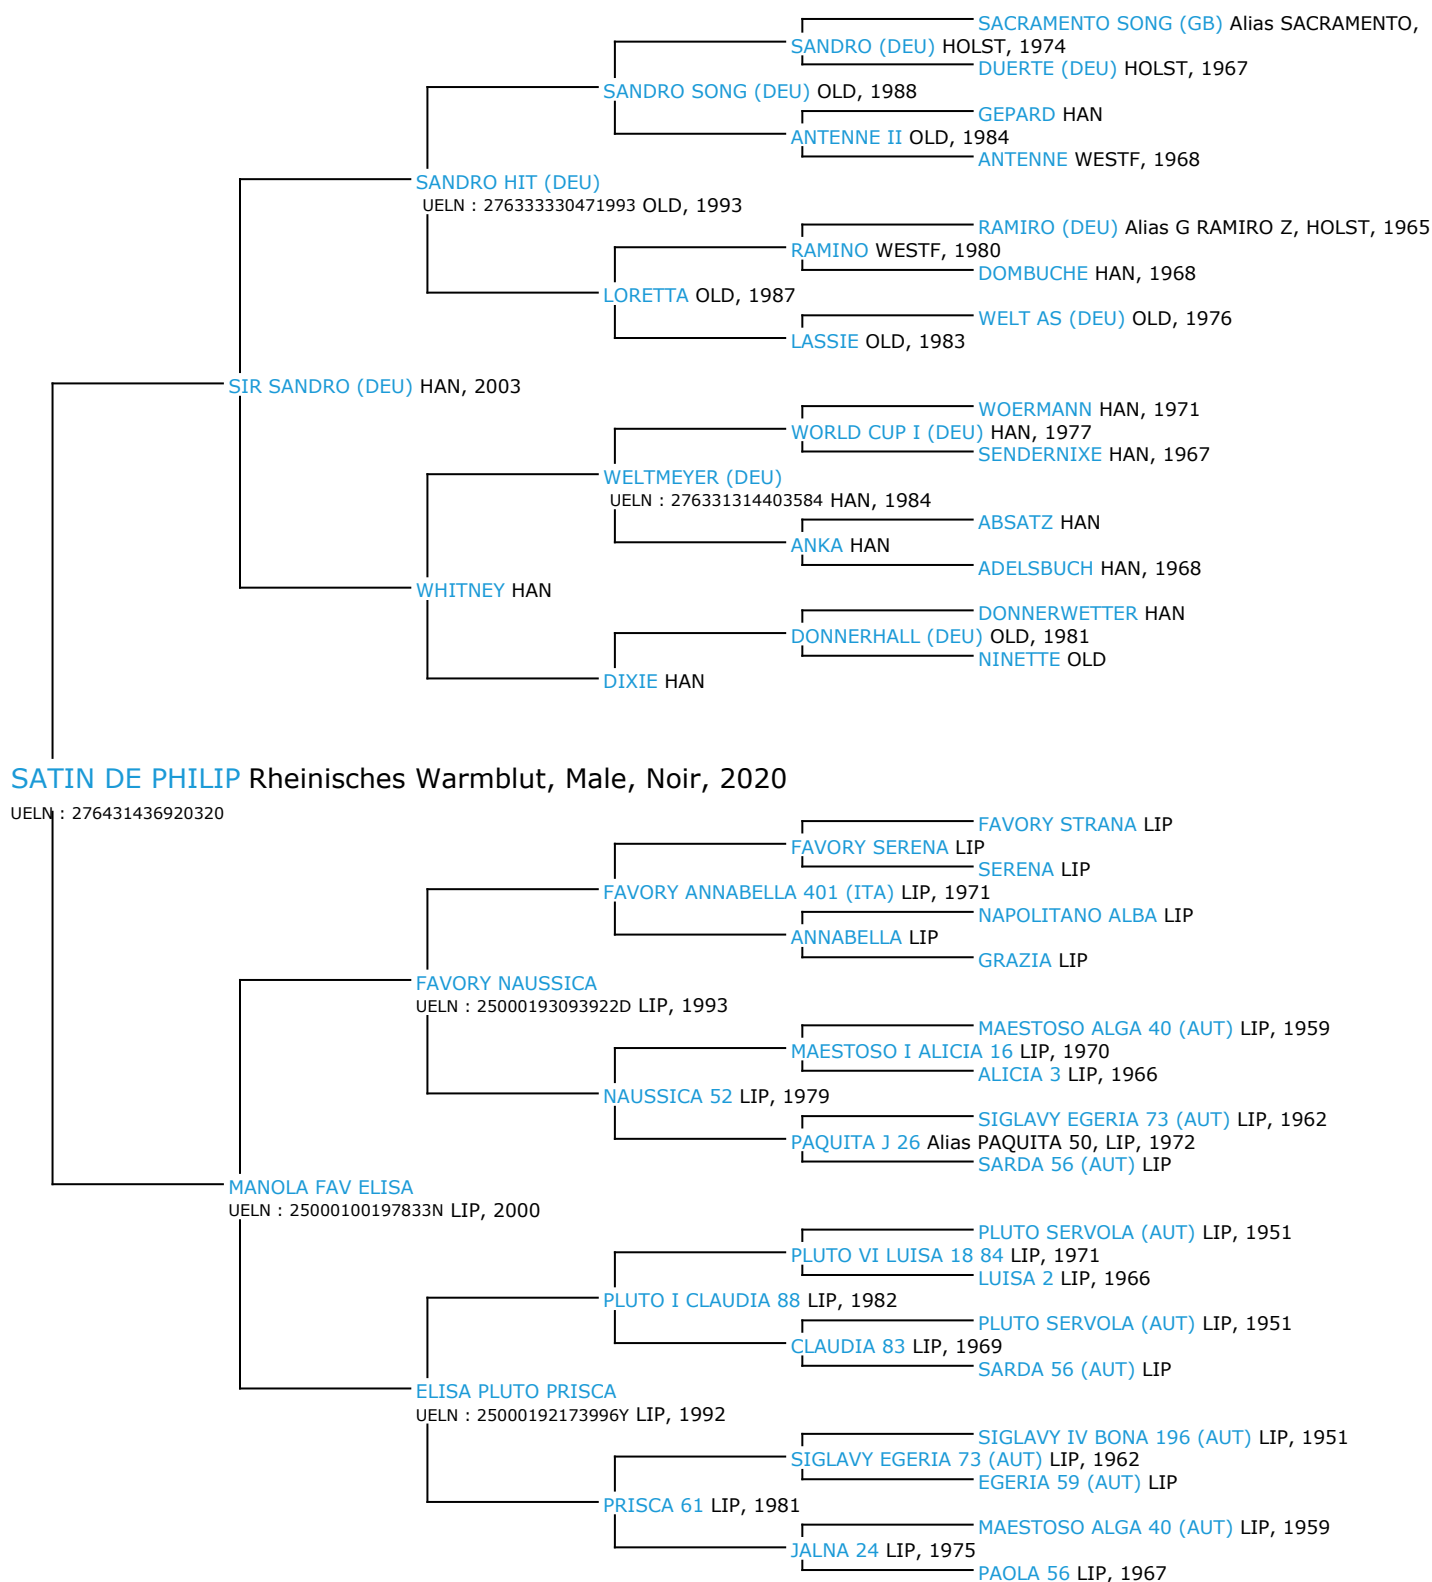 SACRAMENTO SONG (GB) Alias SACRAMENTO,
SANDRO (DEU) HOLST, 1974
DUERTE (DEU) HOLST, 1967
SANDRO SONG (DEU) OLD, 1988
GEPARD HAN
ANTENNE II OLD, 1984
ANTENNE WESTF, 1968
SANDRO HIT (DEU)
UELN : 276333330471993 OLD, 1993
RAMIRO (DEU) Alias G RAMIRO Z, HOLST, 1965
RAMINO WESTF, 1980
DOMBUCHE HAN, 1968
LORETTA OLD, 1987
WELT AS (DEU) OLD, 1976
LASSIE OLD, 1983
SIR SANDRO (DEU) HAN, 2003
WOERMANN HAN, 1971
WORLD CUP I (DEU) HAN, 1977
SENDERNIXE HAN, 1967
WELTMEYER (DEU)
UELN : 276331314403584 HAN, 1984
ABSATZ HAN
ANKA HAN
ADELSBUCH HAN, 1968
WHITNEY HAN
DONNERWETTER HAN
DONNERHALL (DEU) OLD, 1981
NINETTE OLD
DIXIE HAN
SATIN DE PHILIP Rheinisches Warmblut, Male, Noir, 2020
UELN : 276431436920320
FAVORY STRANA LIP
FAVORY SERENA LIP
SERENA LIP
FAVORY ANNABELLA 401 (ITA) LIP, 1971
NAPOLITANO ALBA LIP
ANNABELLA LIP
GRAZIA LIP
FAVORY NAUSSICA
UELN : 25000193093922D LIP, 1993
MAESTOSO ALGA 40 (AUT) LIP, 1959
MAESTOSO I ALICIA 16 LIP, 1970
ALICIA 3 LIP, 1966
NAUSSICA 52 LIP, 1979
SIGLAVY EGERIA 73 (AUT) LIP, 1962
PAQUITA J 26 Alias PAQUITA 50, LIP, 1972
SARDA 56 (AUT) LIP
MANOLA FAV ELISA
UELN : 25000100197833N LIP, 2000
PLUTO SERVOLA (AUT) LIP, 1951
PLUTO VI LUISA 18 84 LIP, 1971
LUISA 2 LIP, 1966
PLUTO I CLAUDIA 88 LIP, 1982
PLUTO SERVOLA (AUT) LIP, 1951
CLAUDIA 83 LIP, 1969
SARDA 56 (AUT) LIP
ELISA PLUTO PRISCA
UELN : 25000192173996Y LIP, 1992
SIGLAVY IV BONA 196 (AUT) LIP, 1951
SIGLAVY EGERIA 73 (AUT) LIP, 1962
EGERIA 59 (AUT) LIP
PRISCA 61 LIP, 1981
MAESTOSO ALGA 40 (AUT) LIP, 1959
JALNA 24 LIP, 1975
PAOLA 56 LIP, 1967